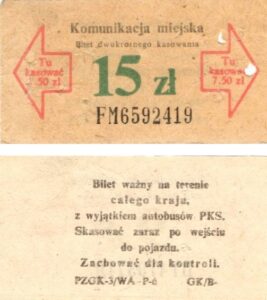 Komunikacja miejska
Bilet dwukrotnego kasowania
Tu
kasować
7.50 zł
15 zł
Tu
kasować
7.50 zł
FM6592419
Bilet ważny na terenie
całego kraju,
z wyjątkiem autobusów PKS.
Skasować zaraz po wejściu
do pojazdu.
Zachować dla kontroli.
PZGK-3/WA -P-6 GK/B-